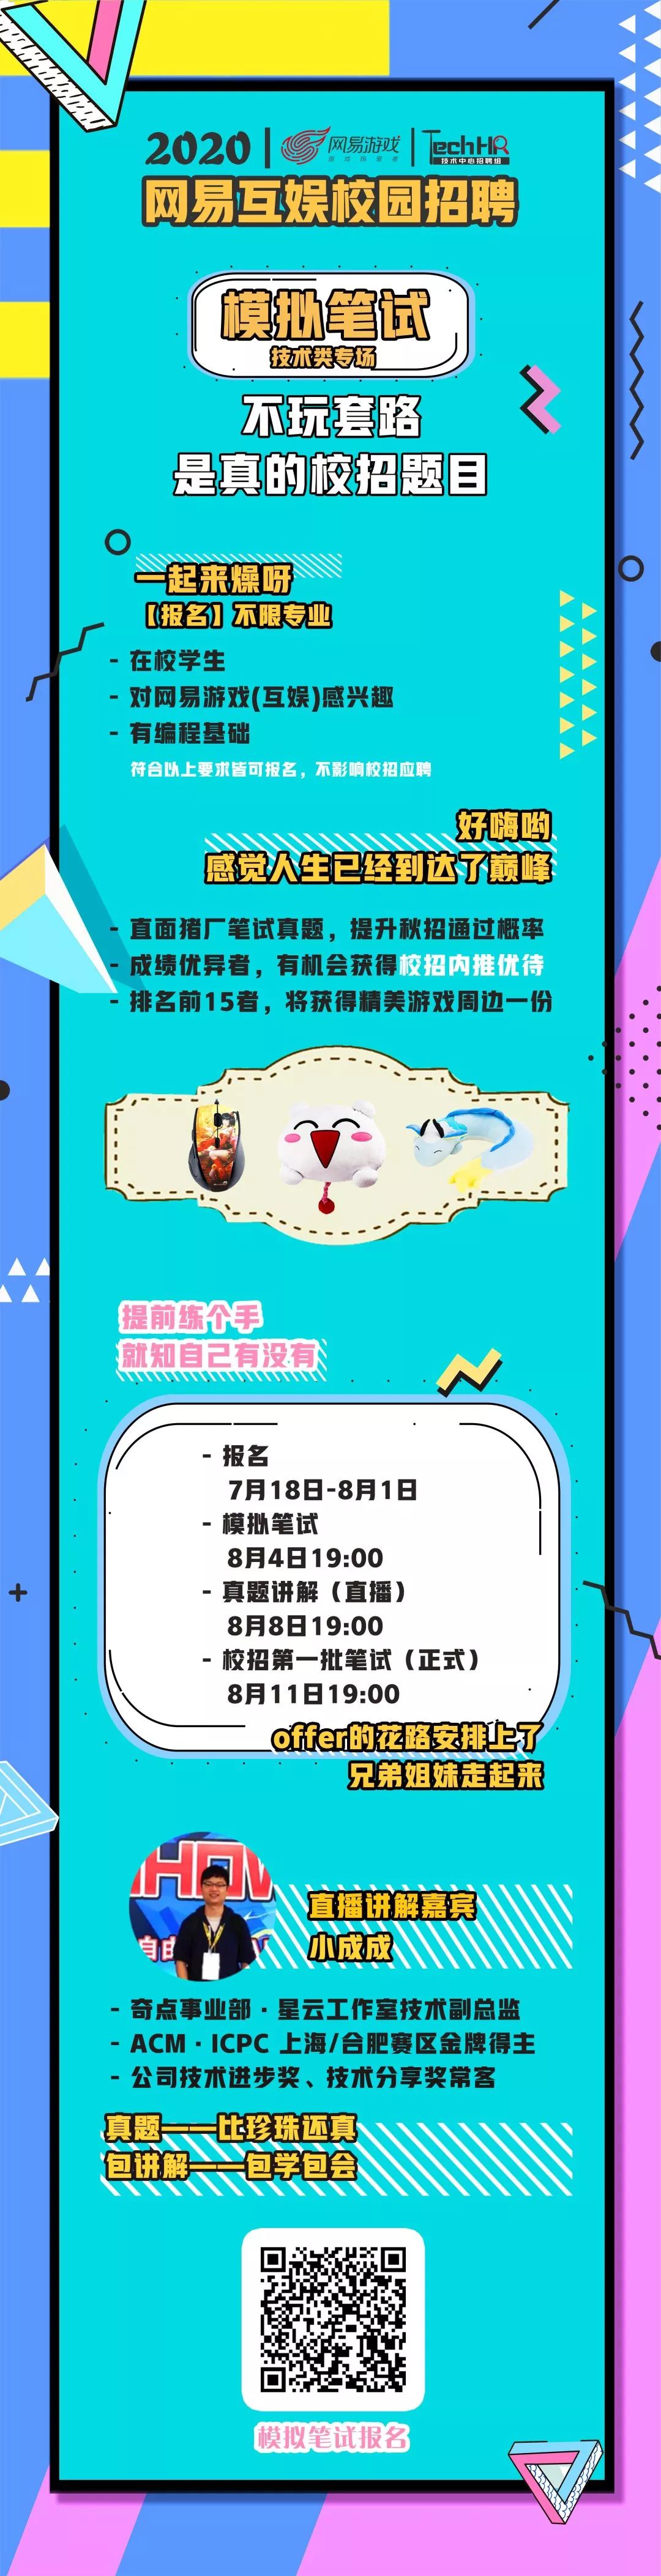 2020 网易游戏 TechHR
技术中心招聘组
网易互娱校园招聘
模拟笔试
技术类专场
不玩套路
是真的校招题目
一起来燥呀
【报名】不限专业
- 在校学生
- 对网易游戏(互娱)感兴趣
- 有编程基础
符合以上要求皆可报名，不影响校招应聘
好嗨哟
感觉人生已经到达了巅峰
- 直面猪厂笔试真题，提升秋招通过概率
- 成绩优异者，有机会获得校招内推优待
- 排名前15者，将获得精美游戏周边一份
提前练个手
就知自己有没有
- 报名
7月18日-8月1日
- 模拟笔试
8月4日19:00
- 真题讲解（直播）
8月8日19:00
- 校招第一批笔试（正式）
8月11日19:00
offer的花路安排上了
兄弟姐妹走起来
直播讲解嘉宾
小成成
- 奇点事业部·星云工作室技术副总监
- ACM·ICPC 上海/合肥赛区金牌得主
- 公司技术进步奖、技术分享奖常客
真题——比珍珠还真
包讲解——包学包会
模拟笔试报名